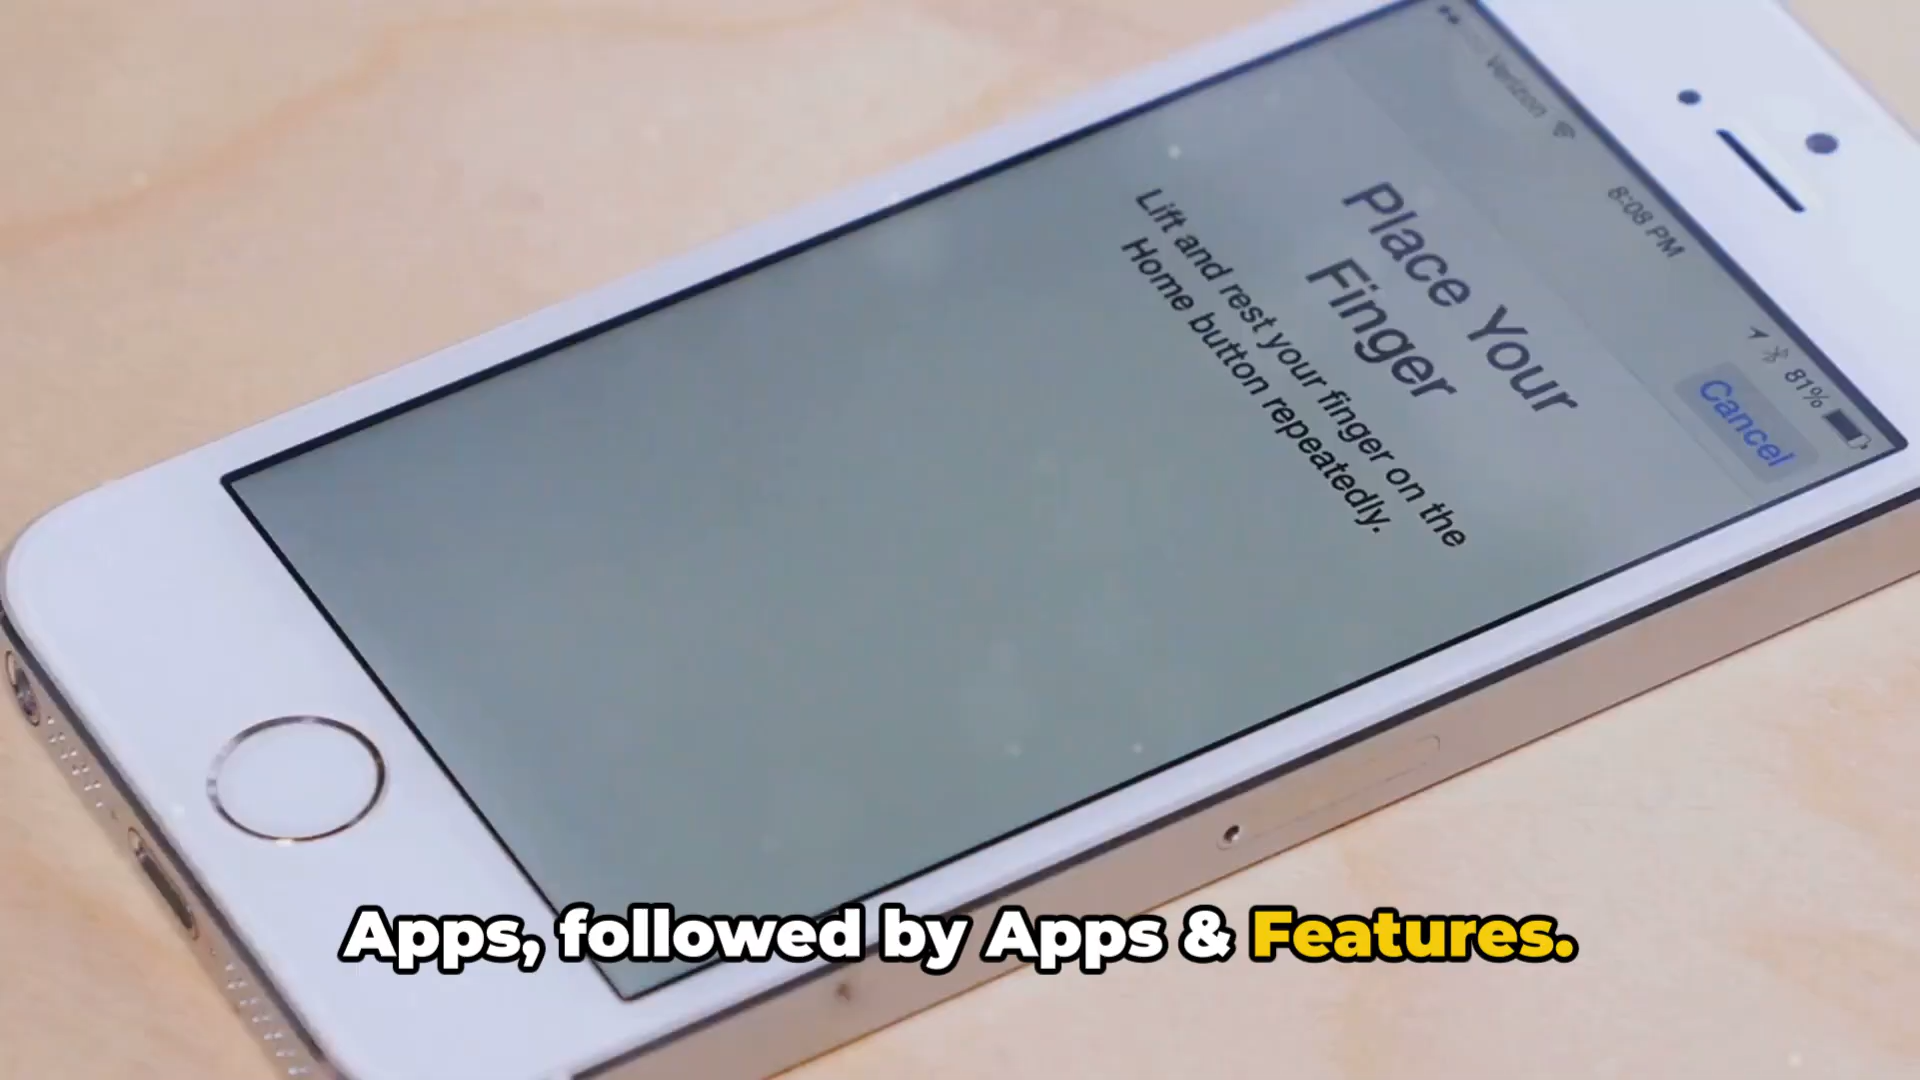 Verizon
8:08 PM
81%
Cancel
Place Your
Finger
Lift and rest your finger on the
Home button repeatedly.
Apps, followed by Apps & Features.